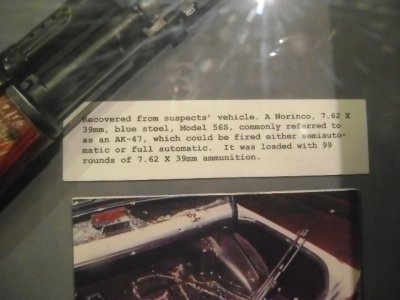 Recovered from suspects' vehicle. A Norinco, 7.62 X
39mm, blue steel, Model 56S, commonly referred to
as an AK-47, which could be fired either semiauto-
matic or full automatic. It was loaded with 99
rounds of 7.62 X 39mm ammunition.